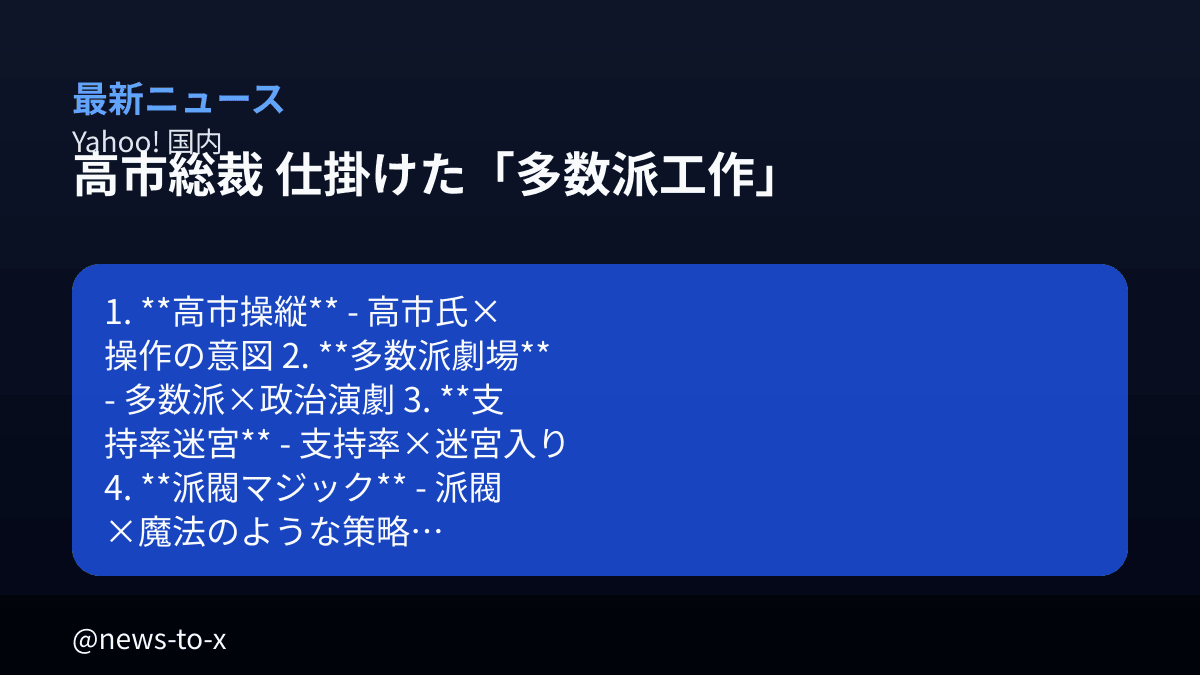 最新ニュース
Yahoo! 国内
高市総裁 仕掛けた「多数派工作」
1. **高市操縦** - 高市氏×
操作の意図 2. **多数派劇場**
- 多数派×政治演劇 3. **支
持率迷宮** - 支持率×迷宮入り
4. **派閥マジック** - 派閥
×魔法のような策略…
@news-to-x